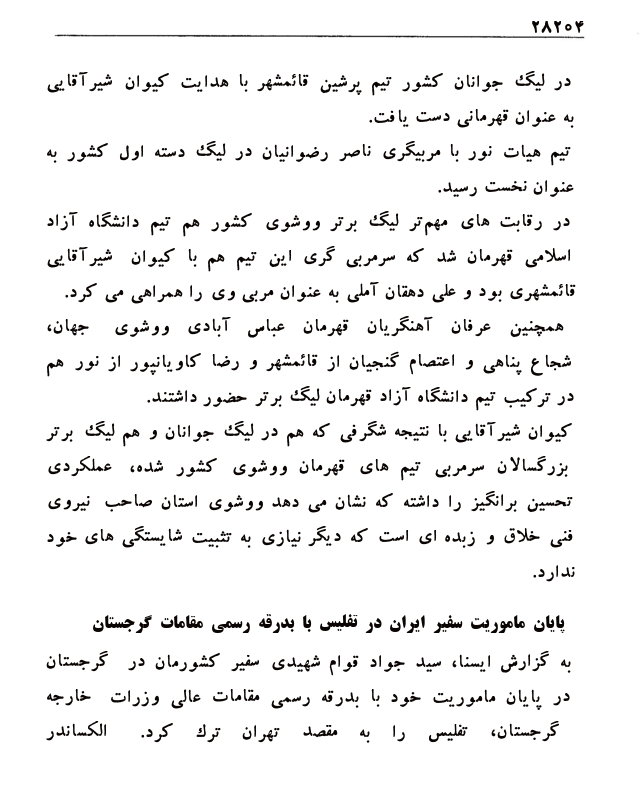 ۲۸۲۰۴
در لیگ جوانان کشور تیم پرشین قائمشهر با هدایت کیوان شیرآقایی
به عنوان قهرمانی دست یافت.
تیم هیات نور با مربیگری ناصر رضوانیان در لیگ دسته اول کشور به
عنوان نخست رسید.
در رقابت های مهم‌تر لیگ برتر ووشوی کشور هم تیم دانشگاه آزاد
اسلامی قهرمان شد که سرمربی گری این تیم هم با کیوان شیرآقایی
قائمشهری بود و علی دهقان آملی به عنوان مربی وی را همراهی می کرد.
همچنین عرفان آهنگریان قهرمان عباس آبادی ووشوی جهان،
شجاع پناهی و اعتصام گنجیان از قائمشهر و رضا کاویانپور از نور هم
در ترکیب تیم دانشگاه آزاد قهرمان لیگ برتر حضور داشتند.
کیوان شیرآقایی با نتیجه شگرفی که هم در لیگ جوانان و هم لیگ برتر
بزرگسالان سرمربی تیم های قهرمان ووشوی کشور شده، عملکردی
تحسین برانگیز را داشته که نشان می دهد ووشوی استان صاحب نیروی
فنی خلاق و زبده ای است که دیگر نیازی به تثبیت شایستگی های خود
ندارد.
پایان ماموریت سفیر ایران در تفلیس با بدرقه رسمی مقامات گرجستان
به گزارش ایسنا، سید جواد قوام شهیدی سفیر کشورمان در گرجستان
در پایان ماموریت خود با بدرقه رسمی مقامات عالی وزرات خارجه
گرجستان، تفلیس را به مقصد تهران ترک کرد. الکساندر